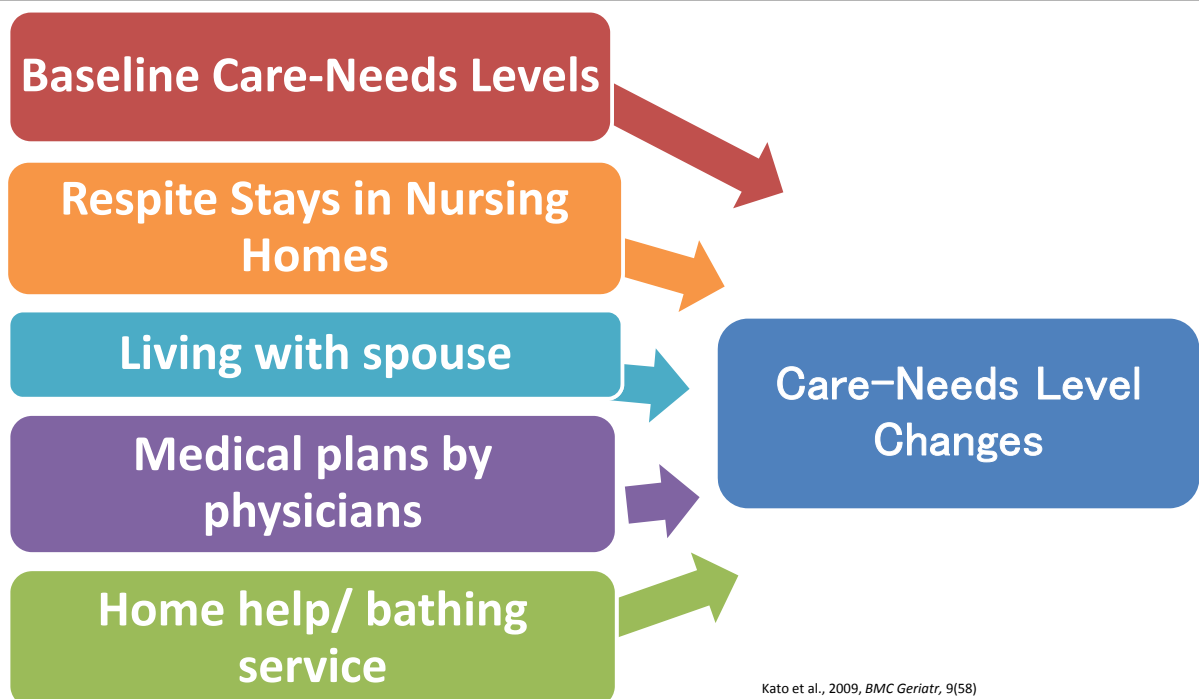 Baseline Care-Needs Levels
Respite Stays in Nursing
Homes
Living with spouse
Medical plans by
physicians
Home help/ bathing
service
Care-Needs Level
Changes
Kato et al., 2009, BMC Geriatr, 9(58)